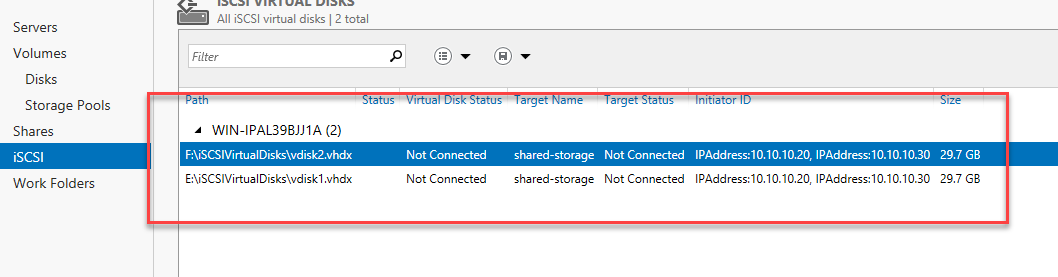 iSCSI VIRTUAL DISKS
All iSCSI virtual disks | 2 total
Servers
Volumes
Disks
Storage Pools
Shares
iSCSI
Work Folders
Filter
Path Status Virtual Disk Status Target Name Target Status Initiator ID Size
WIN-IPAL39BJJ1A (2)
F:\iSCSIVirtualDisks\vdisk2.vhdx Not Connected shared-storage Not Connected IPAddress:10.10.10.20, IPAddress:10.10.10.30 29.7 GB
E:\iSCSIVirtualDisks\vdisk1.vhdx Not Connected shared-storage Not Connected IPAddress:10.10.10.20, IPAddress:10.10.10.30 29.7 GB